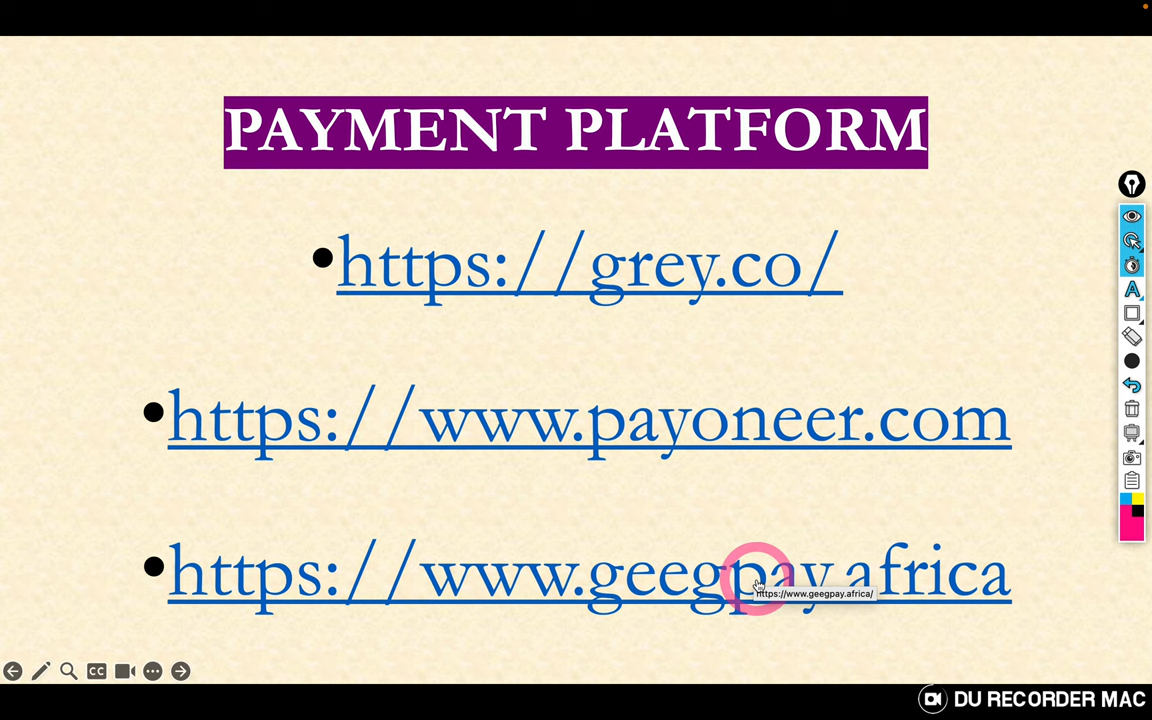 PAYMENT PLATFORM
•https://grey.co/
•https://www.payoneer.com
•https://www.geegpay.africa
https://www.geegpay.africa/
A
CC
DU RECORDER MAC